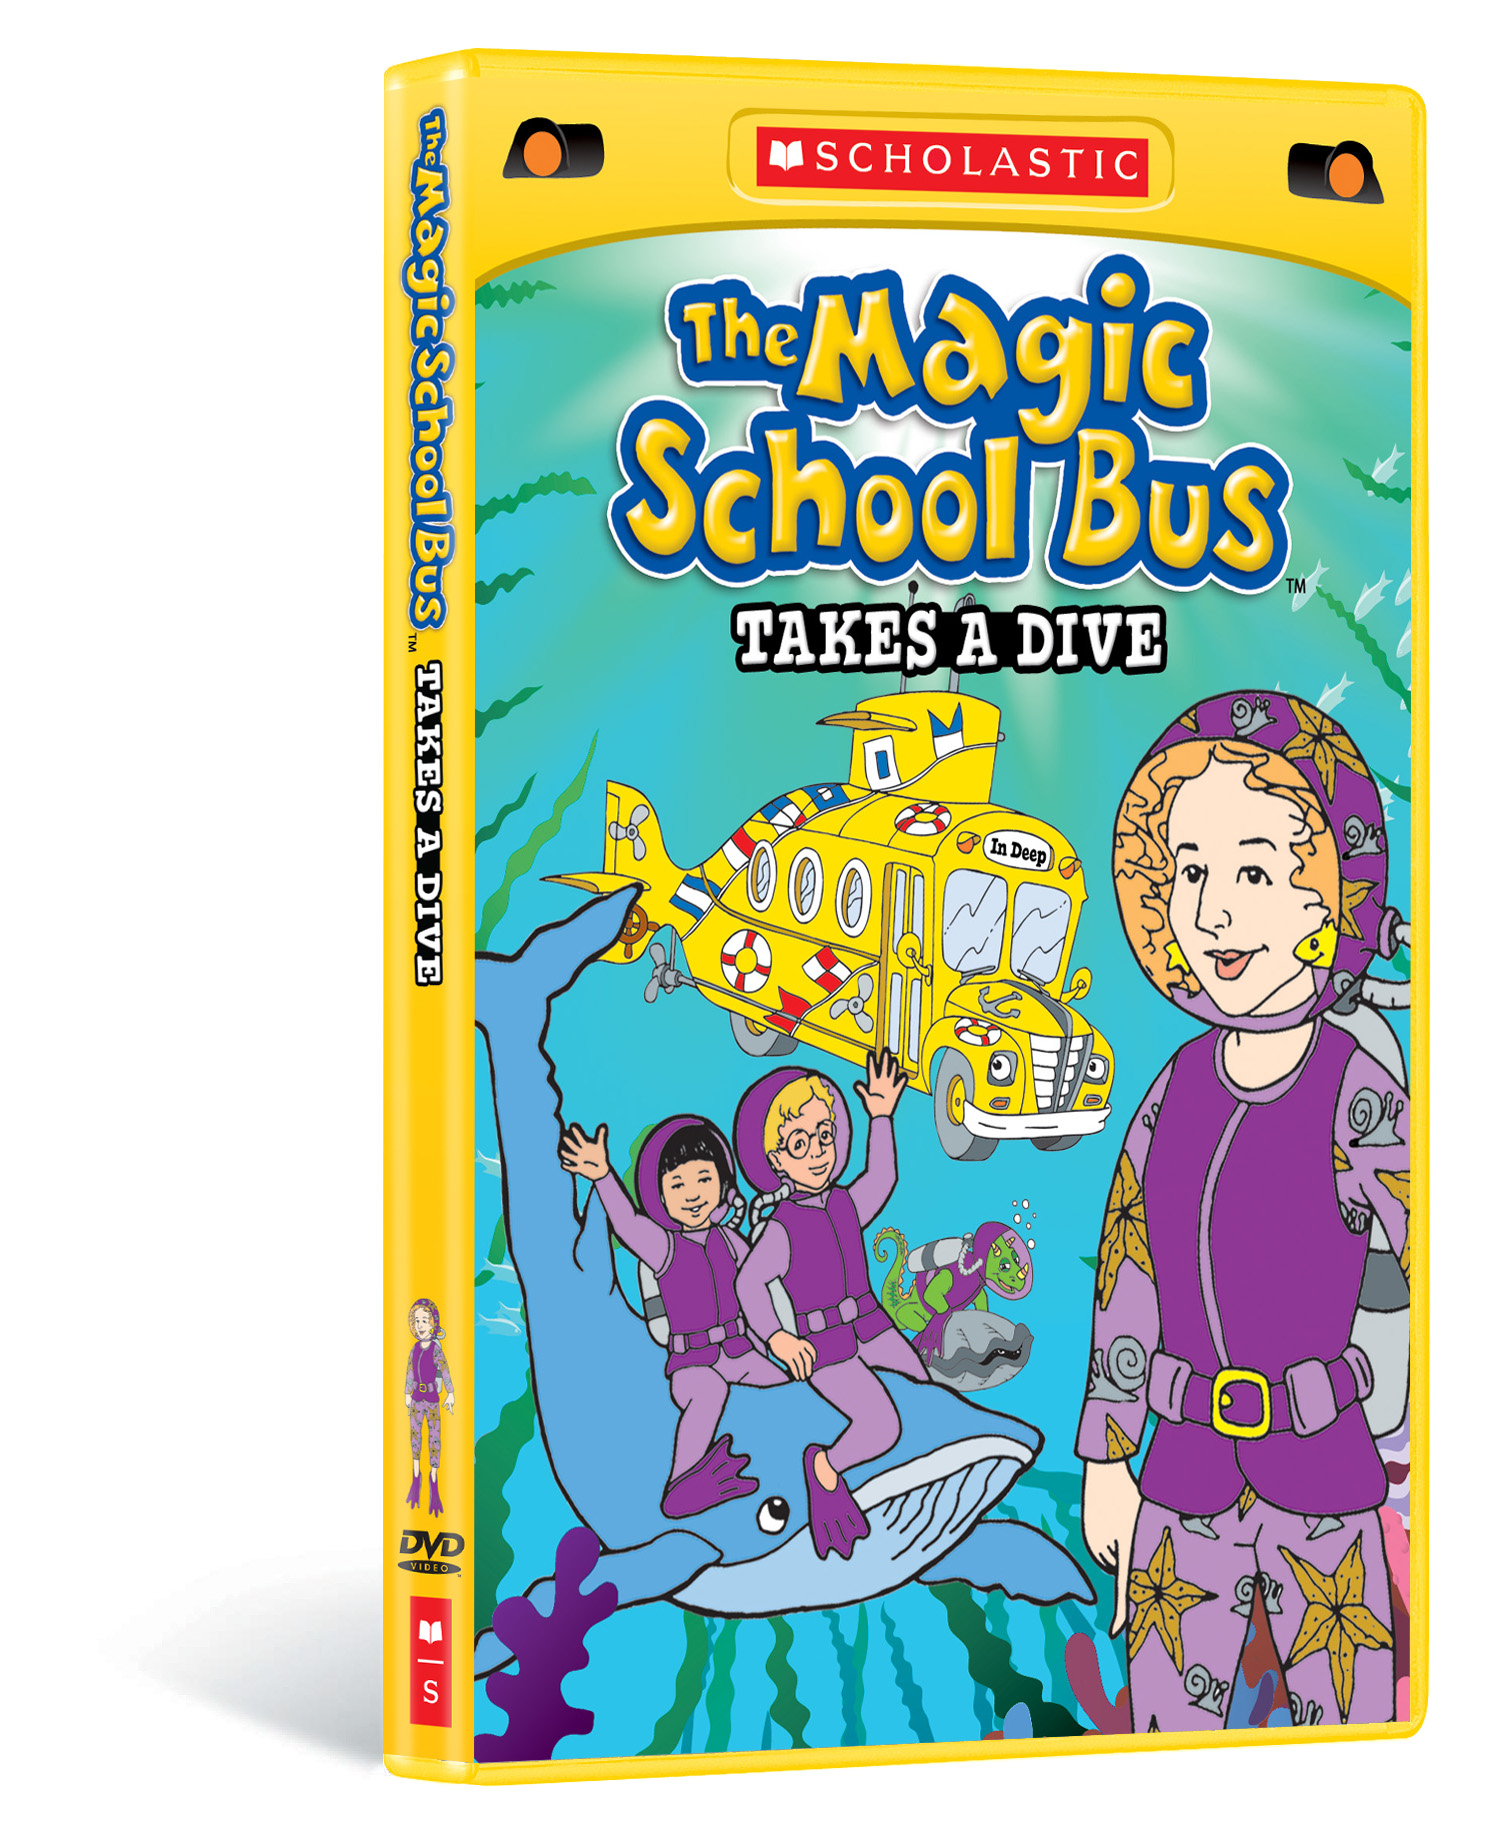 SCHOLASTIC
The Magic
School Bus
TM
TAKES A DIVE
In Deep
The Magic School Bus TM TAKES A DIVE
DVD
VIDEO
S